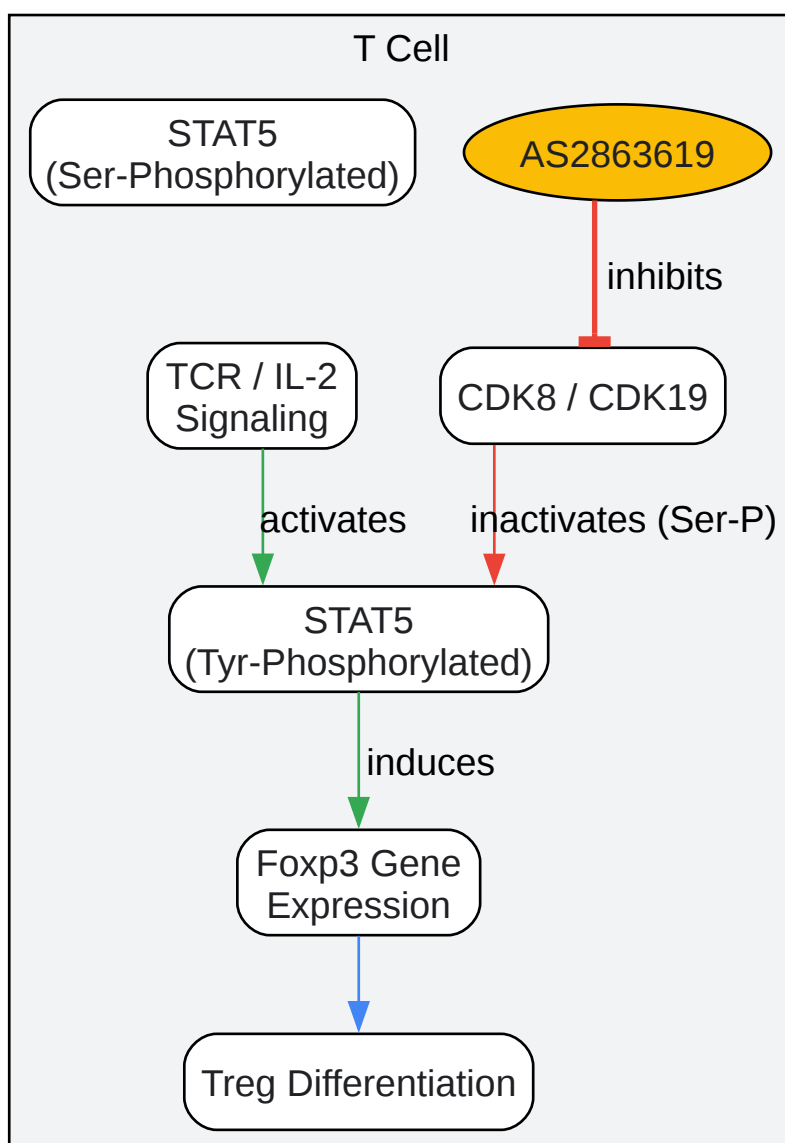 T Cell
STAT5
(Ser-Phosphorylated)
AS2863619
inhibits
TCR / IL-2
Signaling
CDK8 / CDK19
activates
inactivates (Ser-P)
STAT5
(Tyr-Phosphorylated)
induces
Foxp3 Gene
Expression
Treg Differentiation